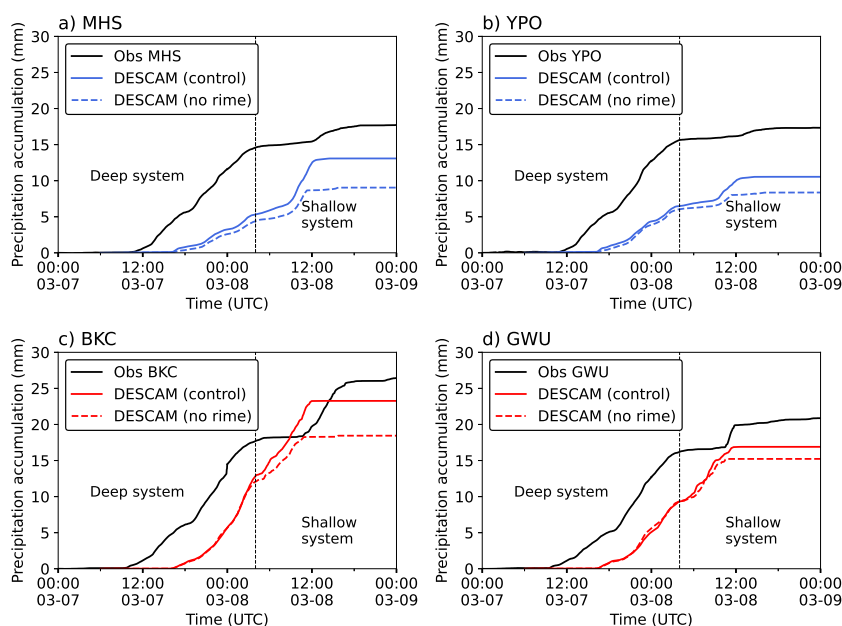 a) MHS
Precipitation accumulation (mm)
30
25
20
15
10
5
0
Obs MHS
DESCAM (control)
DESCAM (no rime)
Deep system
Shallow
system
00:00
03-07
12:00
00:00
03-08
12:00
03-08
00:00
03-09
Time (UTC)
b) YPO
Precipitation accumulation (mm)
30
25
20
15
10
5
0
Obs YPO
DESCAM (control)
DESCAM (no rime)
Deep system
Shallow
system
00:00
03-07
12:00
03-07
00:00
03-08
12:00
03-08
00:00
03-09
Time (UTC)
c) BKC
Precipitation accumulation (mm)
30
25
20
15
10
5
0
Obs BKC
DESCAM (control)
DESCAM (no rime)
Deep system
Shallow
system
00:00
03-07
12:00
03-07
00:00
03-08
12:00
03-08
00:00
03-09
Time (UTC)
d) GWU
Precipitation accumulation (mm)
30
25
20
15
10
5
0
Obs GWU
DESCAM (control)
DESCAM (no rime)
Deep system
Shallow
system
00:00
03-07
12:00
03-07
00:00
03-08
12:00
03-08
00:00
03-09
Time (UTC)